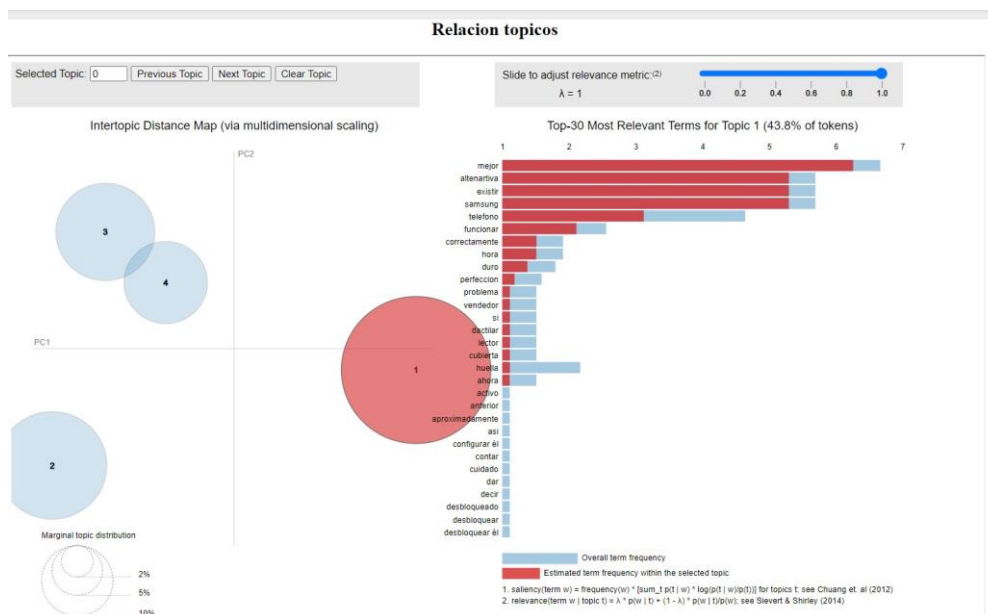 Relacion topicos
Selected Topic: 0 Previous Topic Next Topic Clear Topic
Slide to adjust relevance metric:(2)
λ = 1
0.0 0.2 0.4 0.6 0.8 1.0
Intertopic Distance Map (via multidimensional scaling)
PC2
PC1
3
4
1
2
Marginal topic distribution
2%
5%
10%
Top-30 Most Relevant Terms for Topic 1 (43.8% of tokens)
1 2 3 4 5 6 7
mejor
altenartiva
existir
samsung
telefono
funcionar
correctamente
hora
duro
perfeccion
problema
vendedor
si
dactilar
lector
cubierta
huella
ahora
activo
anterior
aproximadamente
asi
configurar él
contar
cuidado
dar
decir
desbloqueado
desbloquear
desbloquear él
Overall term frequency
Estimated term frequency within the selected topic
1. saliency(term w) = frequency(w) * [sum_t p(t | w) * log(p(t | w)/p(t))] for topics t; see Chuang et. al (2012)
2. relevance(term w | topic t) = λ * p(w | t) + (1 - λ) * p(w | t)/p(w); see Sievert & Shirley (2014)